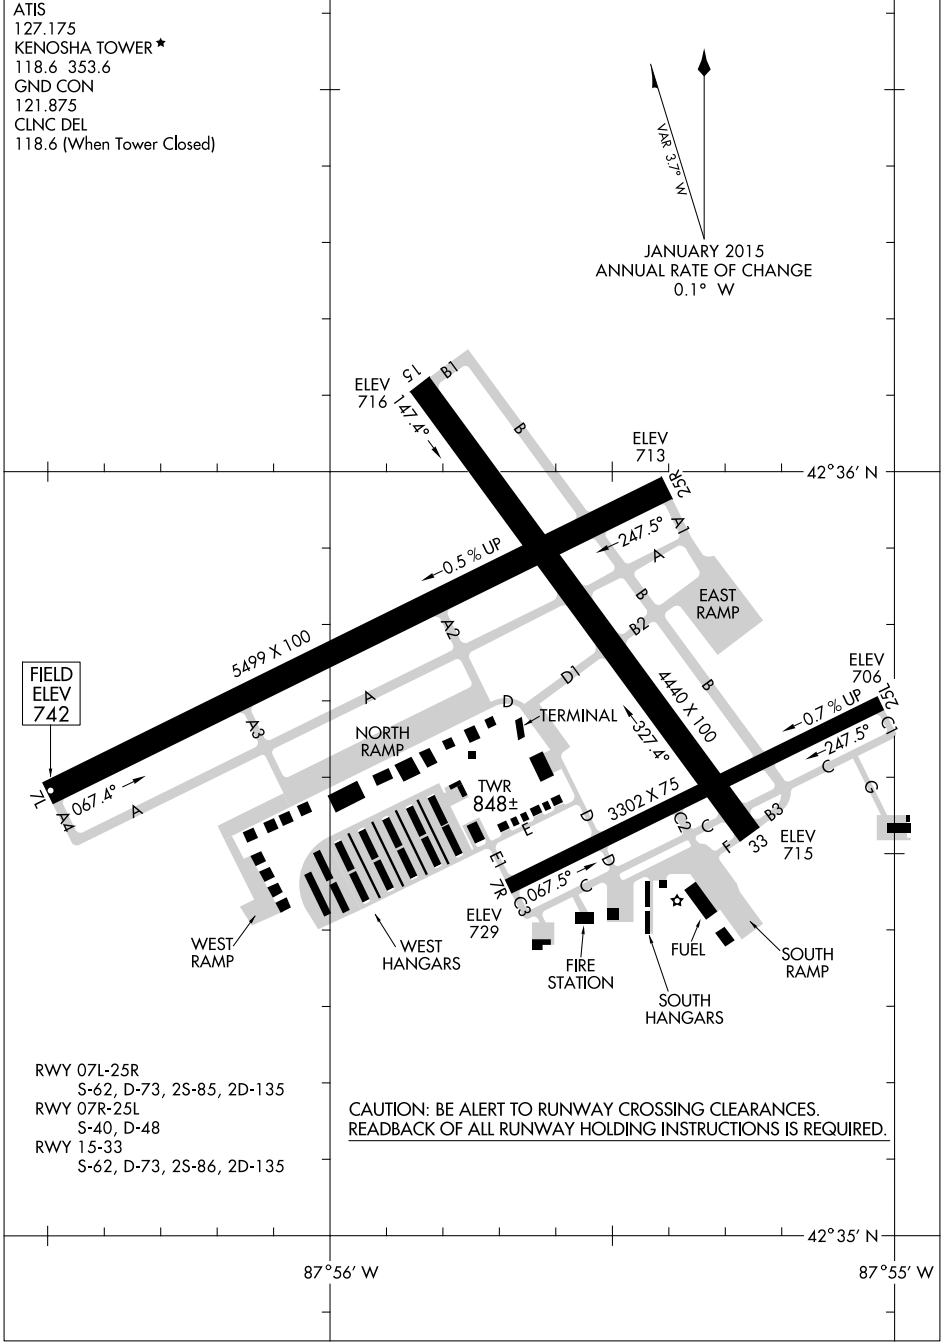 ATIS
127.175
KENOSHA TOWER★
118.6 353.6
GND CON
121.875
CLNC DEL
118.6 (When Tower Closed)
VAR 3.7° W
JANUARY 2015
ANNUAL RATE OF CHANGE
0.1° W
15
B1
ELEV
716
147.4°
B
ELEV
713
25R
42°36' N
A1
247.5°
A
0.5% UP
EAST
RAMP
B
B2
A2
5499 X 100
FIELD
ELEV
742
D1
ELEV
706
25L
A
D
4440 X 100
B
0.7 % UP
A3
NORTH
RAMP
TERMINAL
327.4°
247.5°
C1
C
7L
067.4°
A
A4
TWR
848±
3302 X 75
G
D
E
C2
C
B3
F
33
ELEV
715
E1
D
7R
067.5°
C
C3
ELEV
729
WEST
RAMP
WEST
HANGARS
FIRE
STATION
FUEL
SOUTH
RAMP
SOUTH
HANGARS
RWY 07L-25R
S-62, D-73, 2S-85, 2D-135
RWY 07R-25L
S-40, D-48
RWY 15-33
S-62, D-73, 2S-86, 2D-135
CAUTION: BE ALERT TO RUNWAY CROSSING CLEARANCES.
READBACK OF ALL RUNWAY HOLDING INSTRUCTIONS IS REQUIRED.
42°35' N
87°56' W
87°55' W